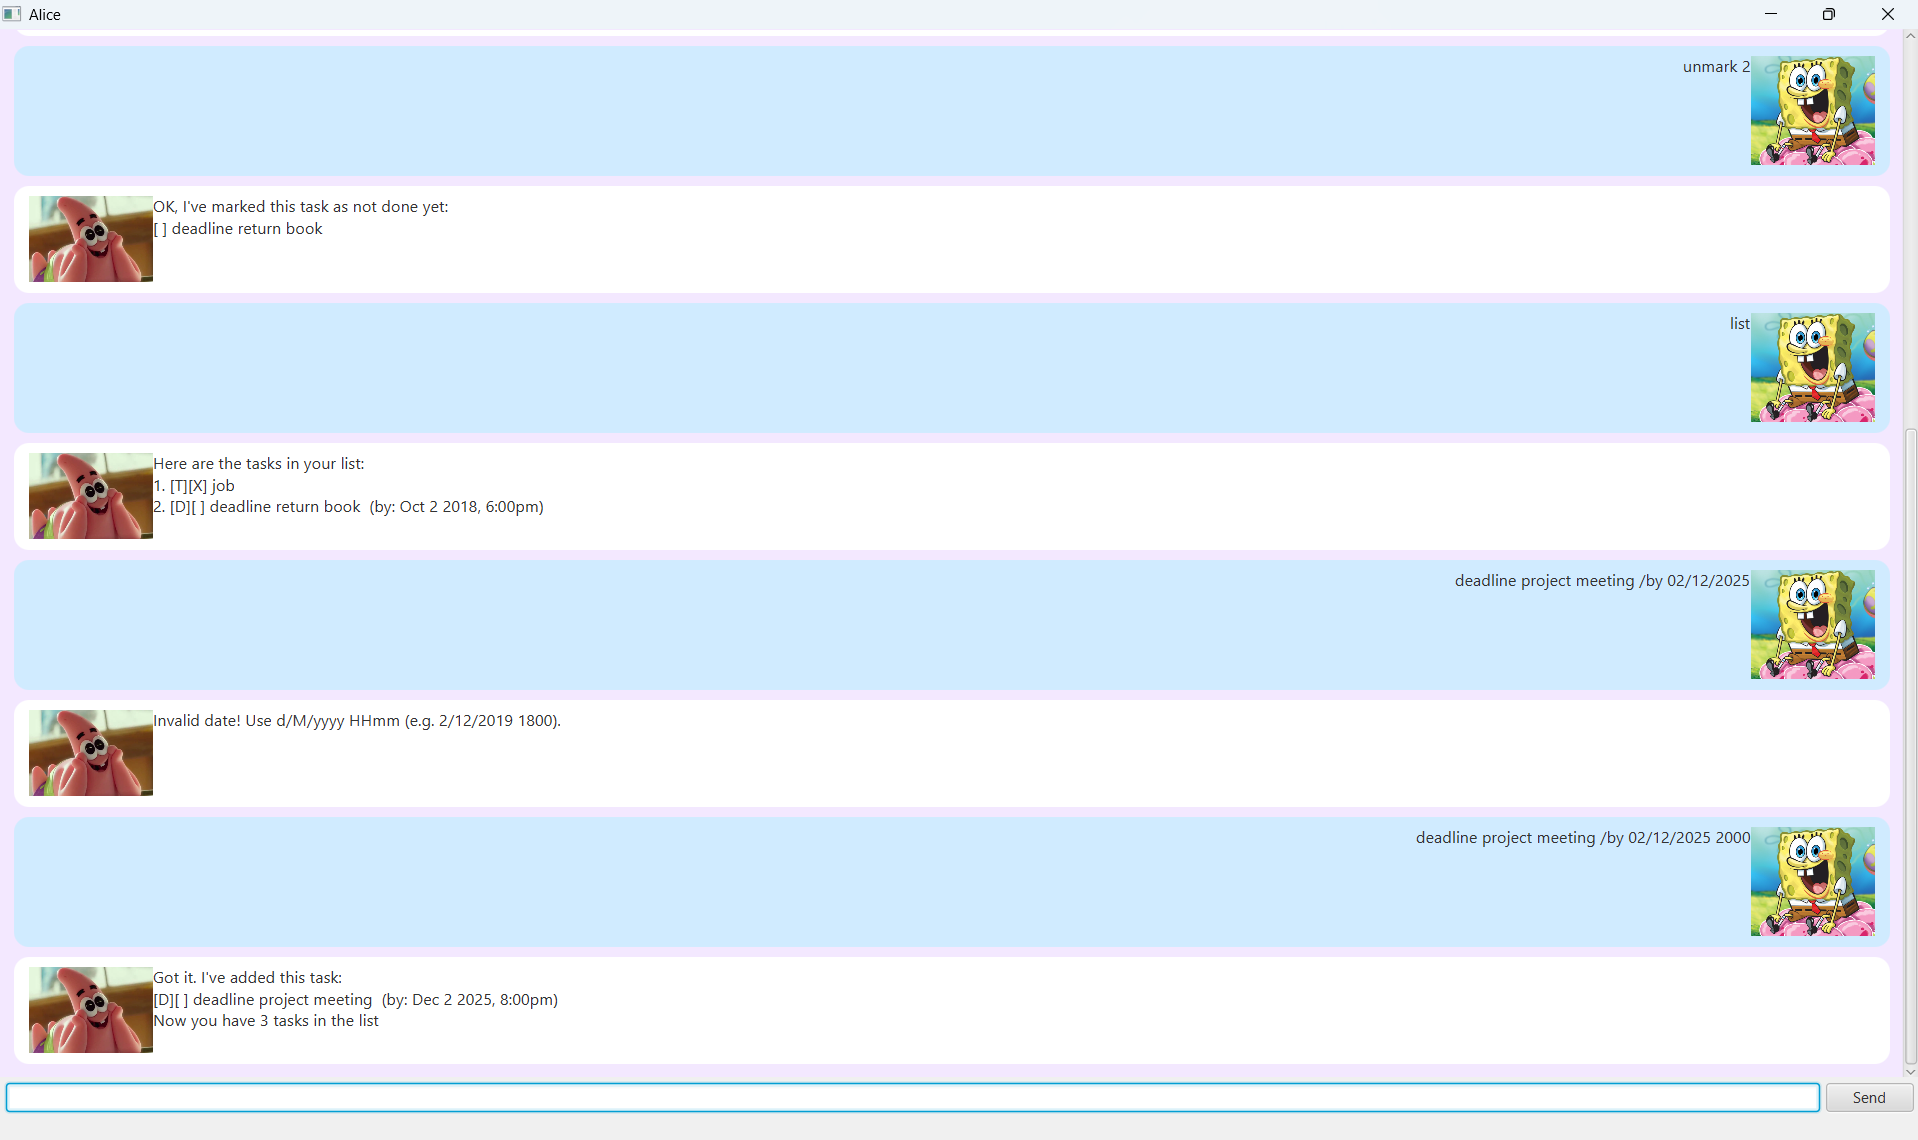 Alice
unmark 2
OK, I've marked this task as not done yet:
[ ] deadline return book
list
Here are the tasks in your list:
1. [T][X] job
2. [D][ ] deadline return book  (by: Oct 2 2018, 6:00pm)
deadline project meeting /by 02/12/2025
Invalid date! Use d/M/yyyy HHmm (e.g. 2/12/2019 1800).
deadline project meeting /by 02/12/2025 2000
Got it. I've added this task:
[D][ ] deadline project meeting  (by: Dec 2 2025, 8:00pm)
Now you have 3 tasks in the list
Send